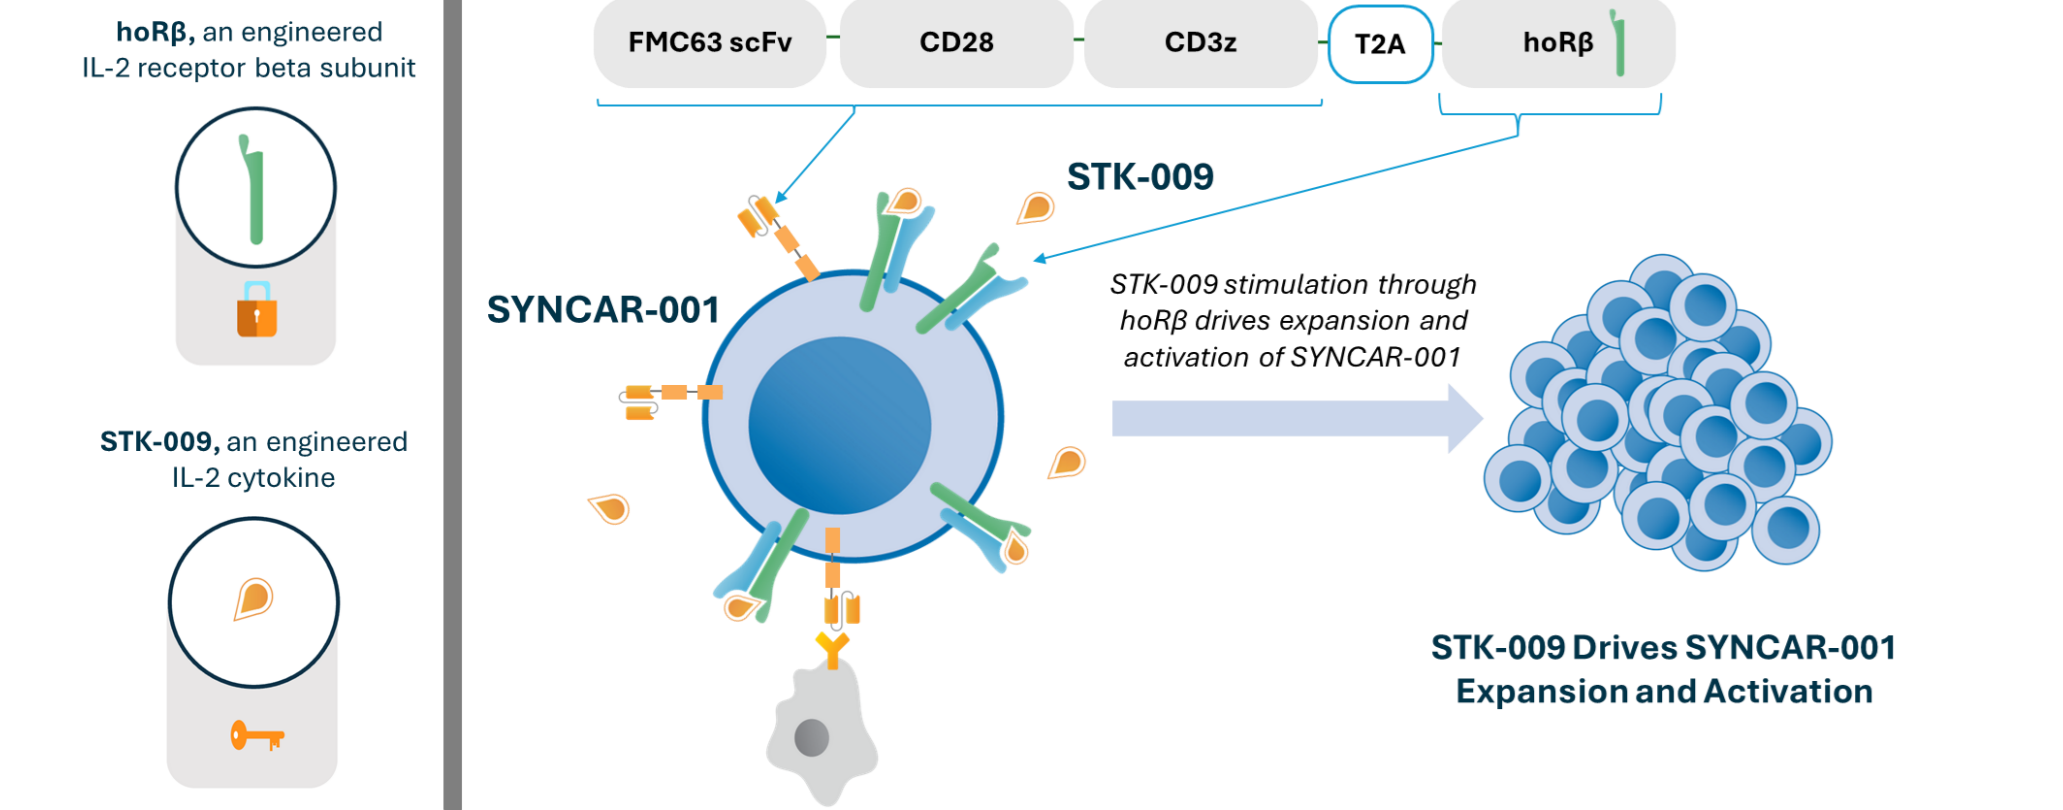 hoRβ, an engineered
IL-2 receptor beta subunit
STK-009, an engineered
IL-2 cytokine
FMC63 scFv
CD28
CD3z
T2A
hoRβ
STK-009
SYNCAR-001
STK-009 stimulation through
hoRβ drives expansion and
activation of SYNCAR-001
STK-009 Drives SYNCAR-001
Expansion and Activation